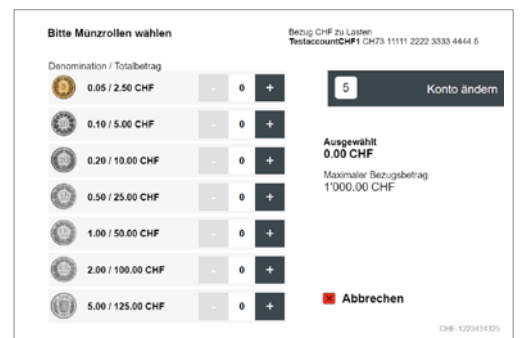 Bitte Münzrollen wählen
Bezug CHF zu Lasten
TestaccountCHF1 CH73 11111 2222 3333 4444 5
Denomination / Totalbetrag
0.05 / 2.50 CHF - 0 +
0.10 / 5.00 CHF - 0 +
0.20 / 10.00 CHF - 0 +
0.50 / 25.00 CHF - 0 +
1.00 / 50.00 CHF - 0 +
2.00 / 100.00 CHF - 0 +
5.00 / 125.00 CHF - 0 +
5 Konto ändern
Ausgewählt
0.00 CHF
Maximaler Bezugsbetrag
1'000.00 CHF
Abbrechen
CHE-1223434325